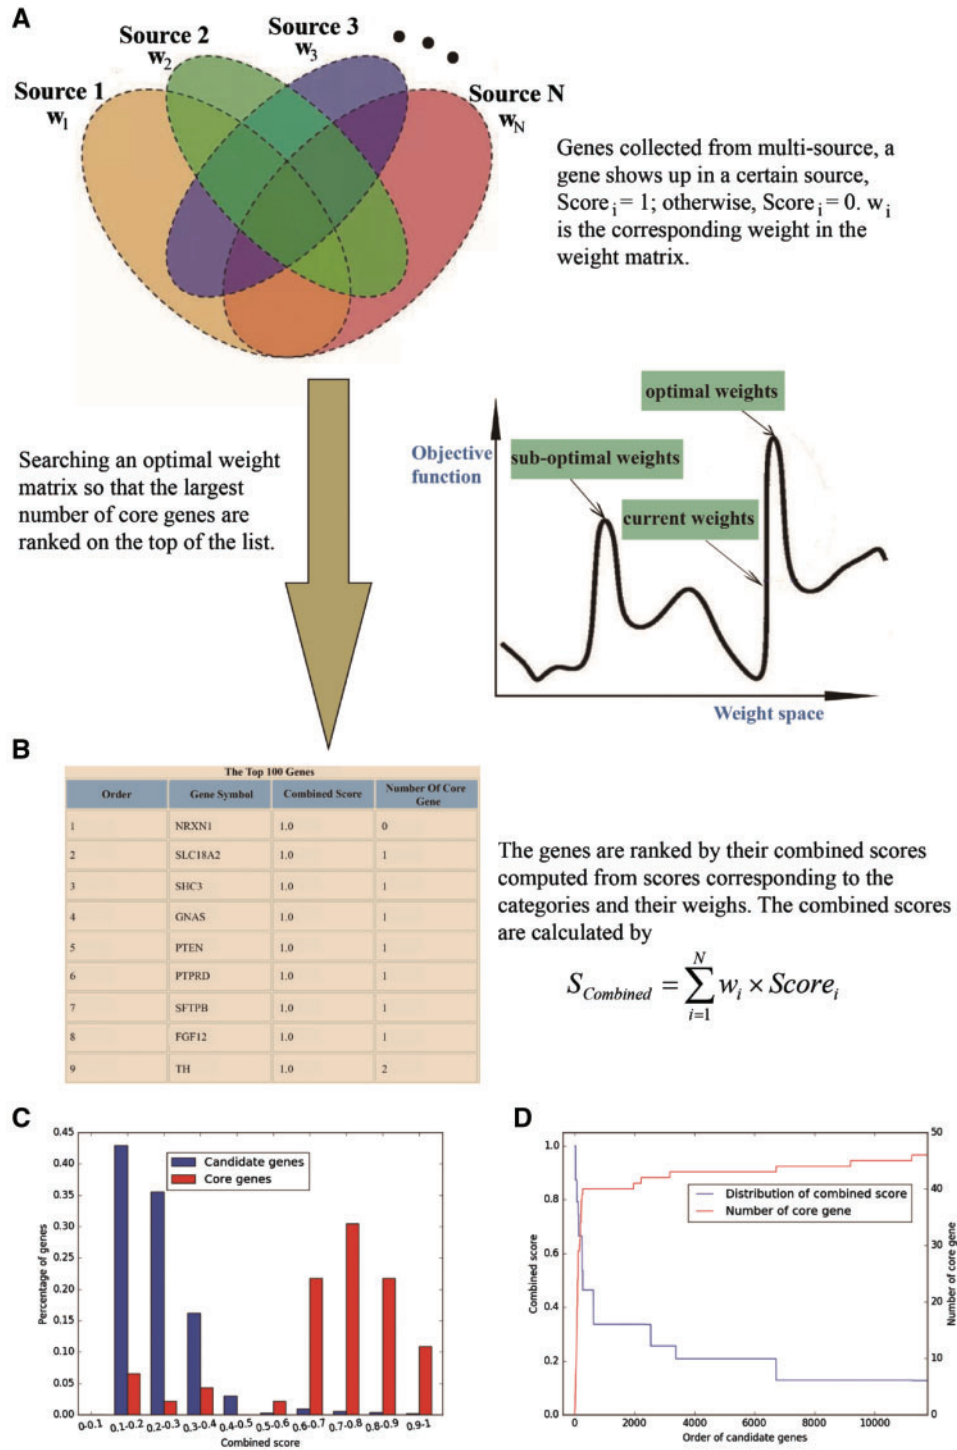 A
Source 1
w1
Source 2
w2
Source 3
w3
Source N
wN
Genes collected from multi-source, a
gene shows up in a certain source,
Score i = 1; otherwise, Score i = 0. w i
is the corresponding weight in the
weight matrix.
Searching an optimal weight
matrix so that the largest
number of core genes are
ranked on the top of the list.
Objective
function
optimal weights
sub-optimal weights
current weights
Weight space
B
The Top 100 Genes
Order Gene Symbol Combined Score Number Of Core Gene
1 NRXN1 1.0 0
2 SLC18A2 1.0 1
3 SHC3 1.0 1
4 GNAS 1.0 1
5 PTEN 1.0 1
6 PTPRD 1.0 1
7 SFTPB 1.0 1
8 FGF12 1.0 1
9 TH 1.0 2
The genes are ranked by their combined scores
computed from scores corresponding to the
categories and their weighs. The combined scores
are calculated by
S Combined = N ∑ i=1 w i × Score i
C
0.45
0.40
0.35
0.30
0.25
0.20
0.15
0.10
0.05
0.00
Percentage of genes
Candidate genes
Core genes
0-0.1 0.1-0.2 0.2-0.3 0.3-0.4 0.4-0.5 0.5-0.6 0.6-0.7 0.7-0.8 0.8-0.9 0.9-1
Combined score
D
1.0
0.8
0.6
0.4
0.2
0.0
Combined score
Distribution of combined score
Number of core gene
50
40
30
20
10
0
Number of core gene
0 2000 4000 6000 8000 10000
Order of candidate genes